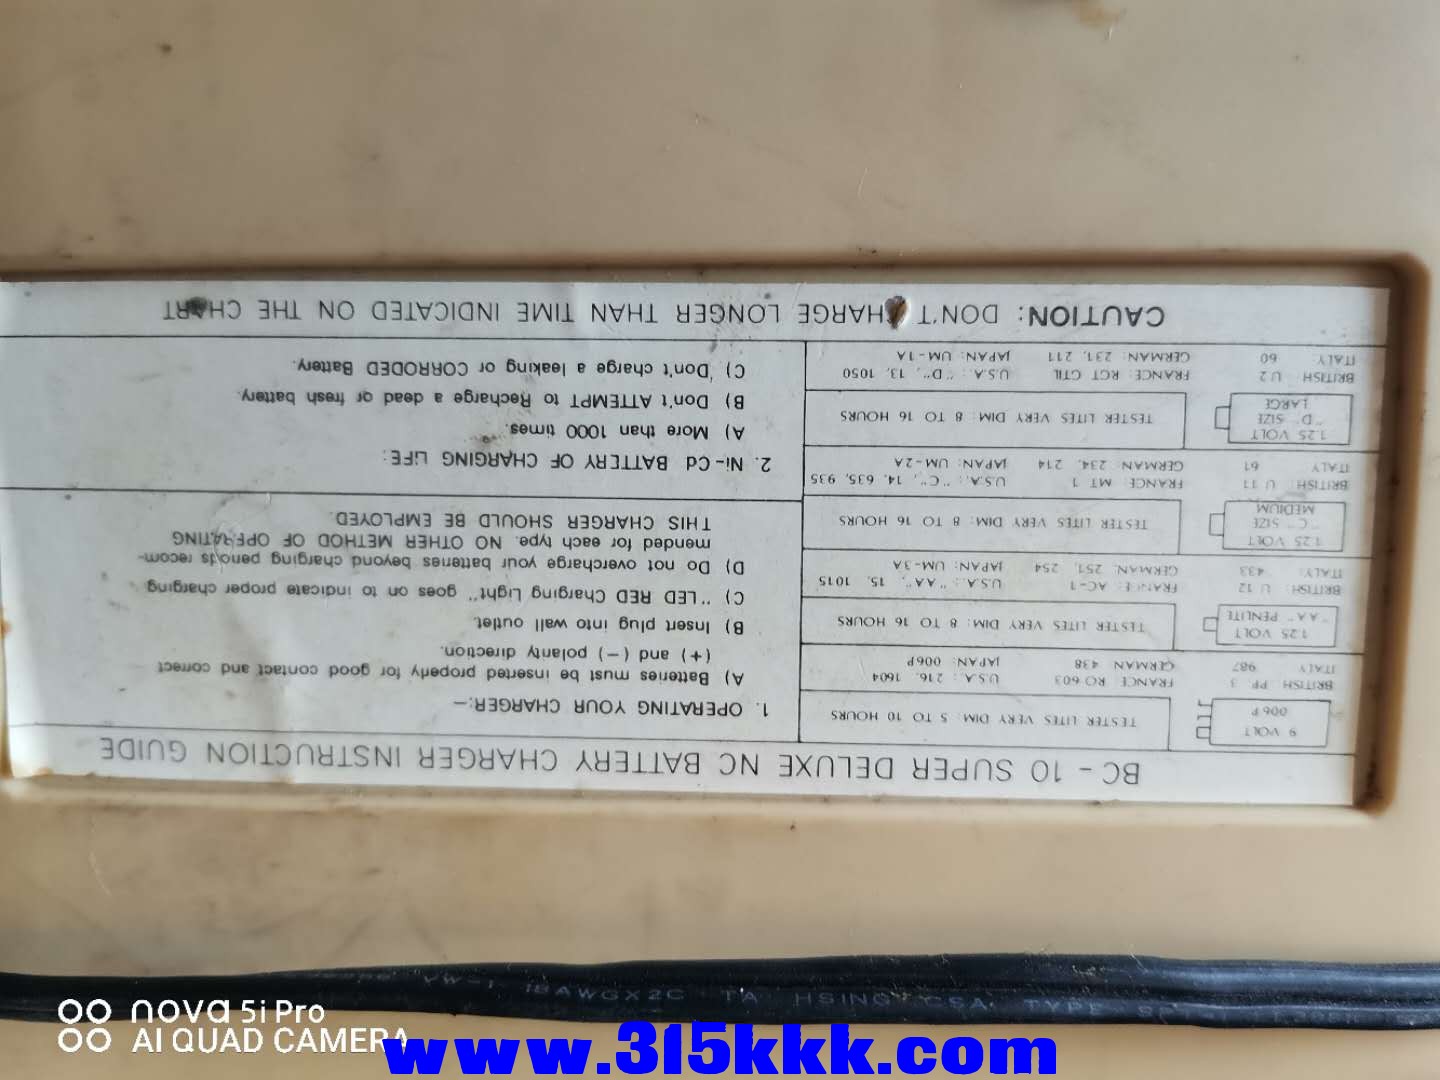 BC-10 SUPER DELUXE NC BATTERY CHARGER INSTRUCTION GUIDE
9 VOLT
006P
TESTER LITES VERY DIM: 5 TO 10 HOURS
BRITISH: PP 3 FRANCE: RO 603 U.S.A.: 216, 1604
ITALY 987 GERMAN 438 JAPAN: 006P
1.25 VOLT
"AA" PENLITE
TESTER LITES VERY DIM: 8 TO 16 HOURS
BRITISH: U 12 FRANCE: AC-1 U.S.A.: "AA", 15, 1015
ITALY: 433 GERMAN: 251, 254 JAPAN: UM-3A
1.25 VOLT
"C" SIZE
MEDIUM
TESTER LITES VERY DIM: 8 TO 16 HOURS
BRITISH: U 11 FRANCE: MT 1 U.S.A.: "C", 14, 635, 935
ITALY 61 GERMAN: 234, 214 JAPAN: UM-2A
1.25 VOLT
"D" SIZE
LARGE
TESTER LITES VERY DIM: 8 TO 16 HOURS
BRITISH: U 2 FRANCE: RCT GTIL U.S.A.: "D", 13, 1050
ITALY 60 GERMAN: 231, 211 JAPAN: UM-1A
1. OPERATING YOUR CHARGER:—
A) Batteries must be inserted properly for good contact and correct
(+) and (−) polarity direction.
B) Insert plug into wall outlet.
C) "LED RED Charging Light" goes on to indicate proper charging
D) Do not overcharge your batteries beyond charging periods recom-
mended for each type. NO OTHER METHOD OF OPERATING
THIS CHARGER SHOULD BE EMPLOYED.
2. Ni-Cd BATTERY OF CHARGING LIFE:
A) More than 1000 times.
B) Don't ATTEMPT to Recharge a dead or fresh battery.
C) Don't charge a leaking or CORRODED Battery.
CAUTION: DON'T CHARGE LONGER THAN TIME INDICATED ON THE CHART
VW-1 18AWGX2C TA HSING CSA TYPE
nova 5i Pro
AI QUAD CAMERA
www.315kkk.com